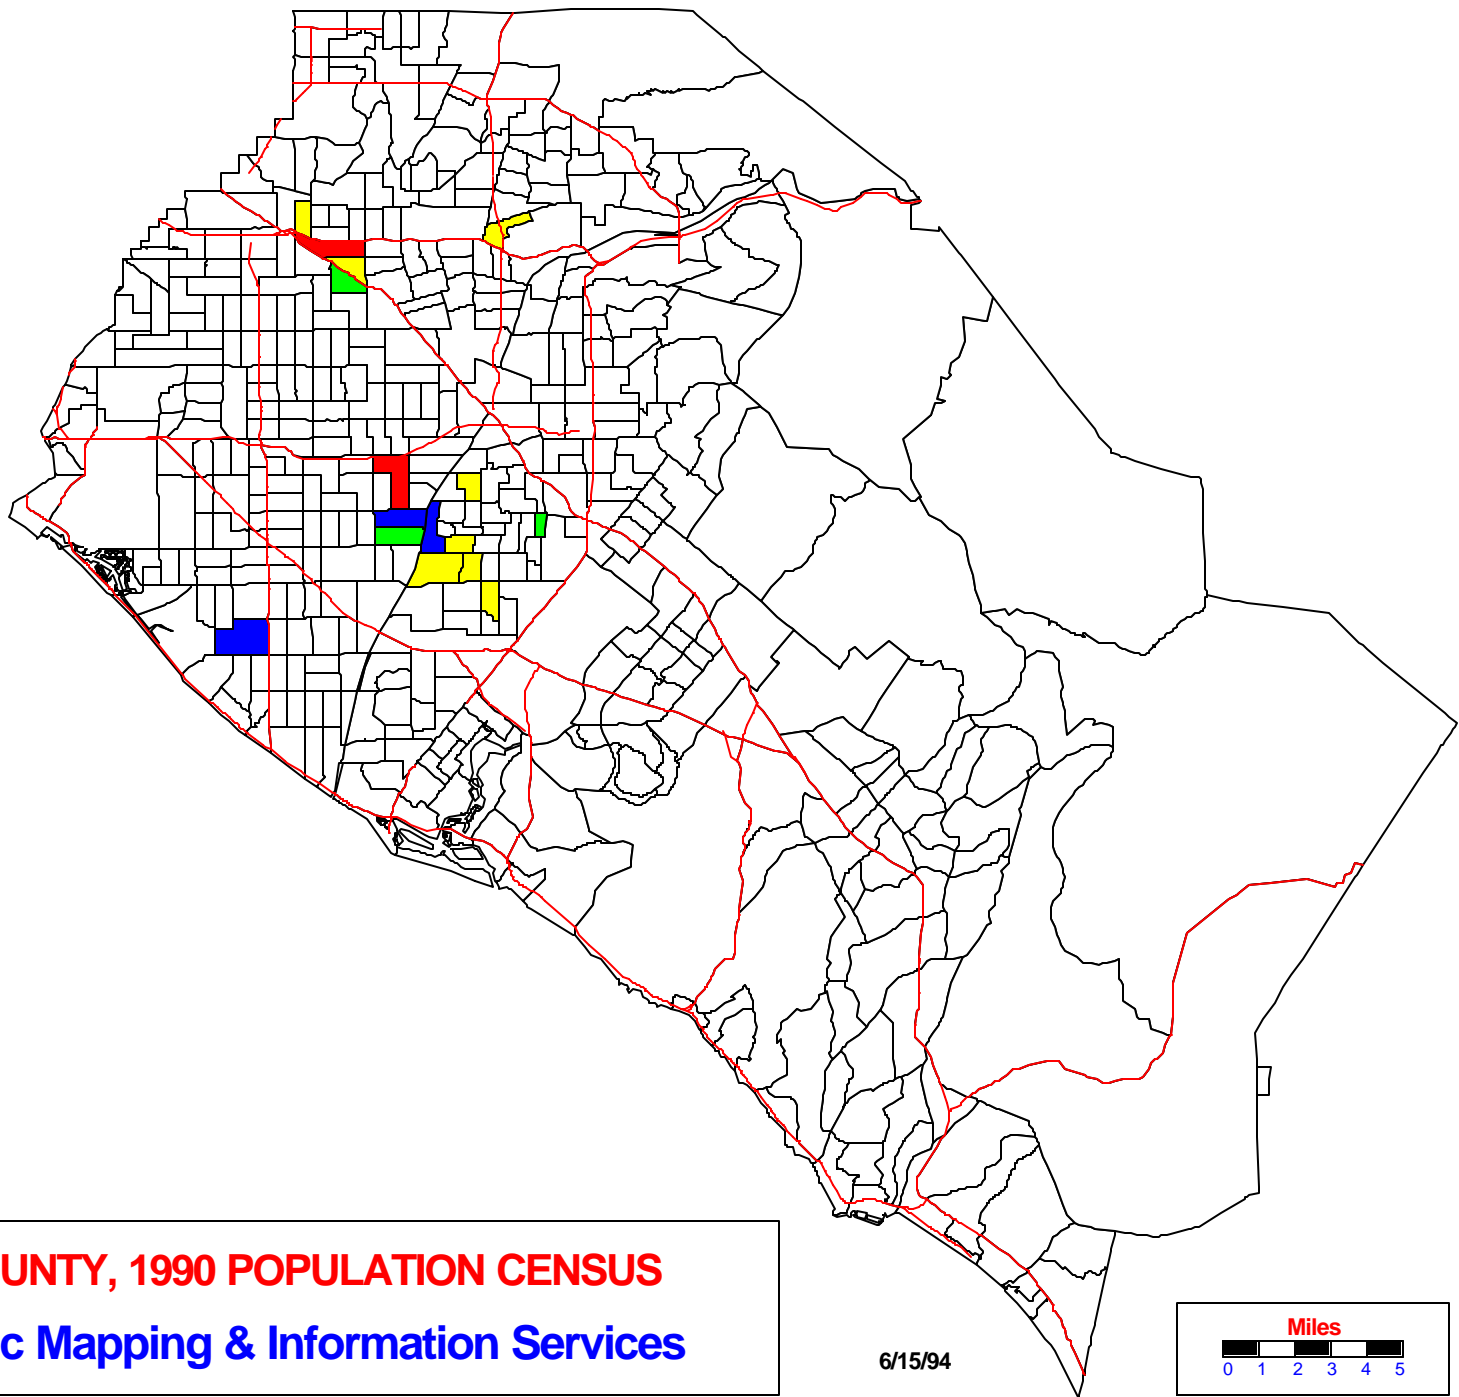 UNTY, 1990 POPULATION CENSUS
c Mapping & Information Services
6/15/94
Miles
0 1 2 3 4 5